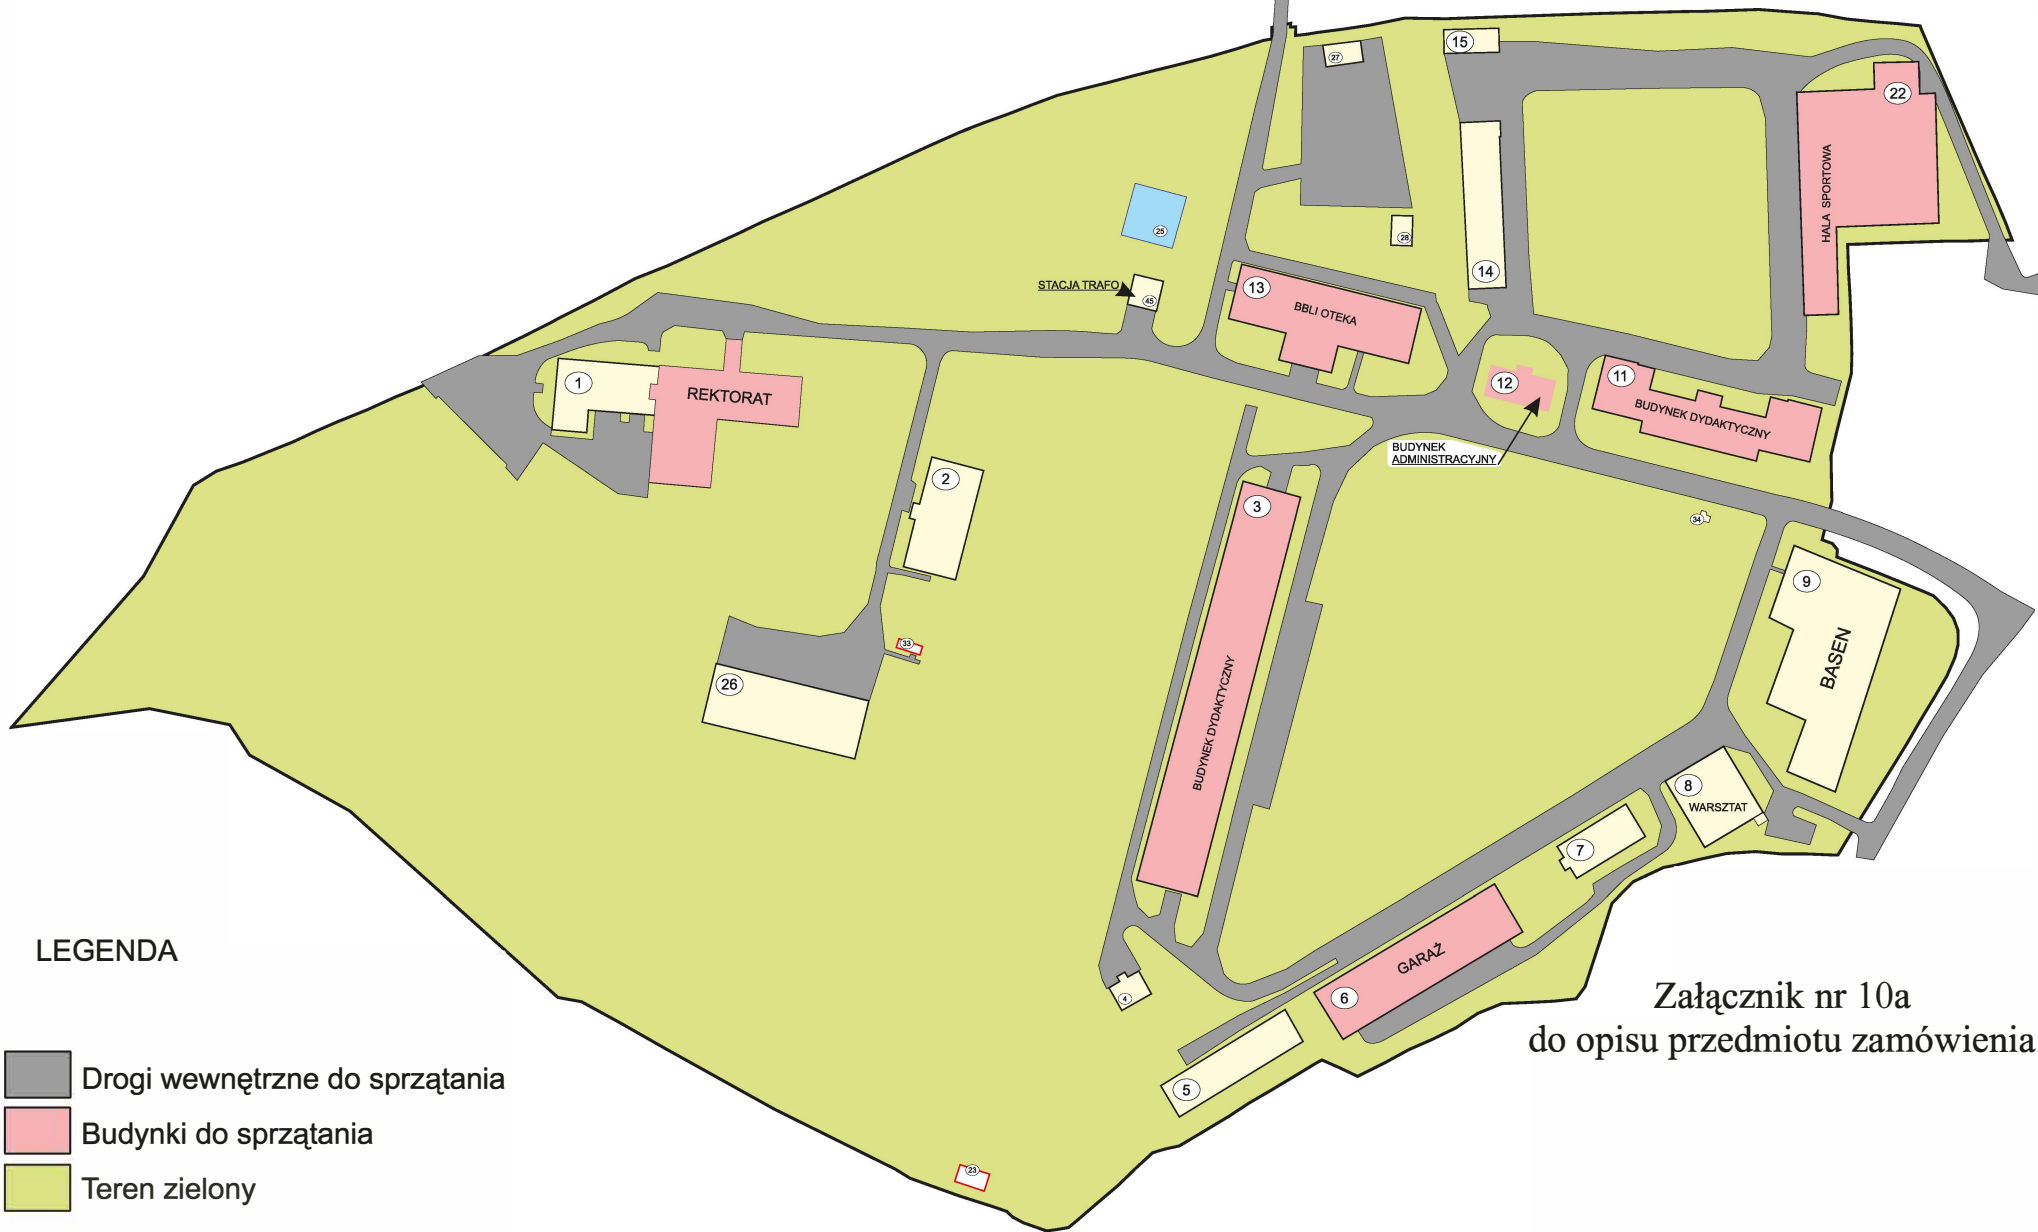 15
27
22
HALA SPORTOWA
25
28
14
STACJA TRAFO
45
13
BBLI OTEKA
1
REKTORAT
12
11
BUDYNEK DYDAKTYCZNY
BUDYNEK
ADMINISTRACYJNY
2
3
BUDYNEK DYDAKTYCZNY
34
9
BASEN
33
26
8
WARSZTAT
7
GARAŻ
6
4
5
23
LEGENDA
Drogi wewnętrzne do sprzątania
Budynki do sprzątania
Teren zielony
Załącznik nr 10a
do opisu przedmiotu zamówienia